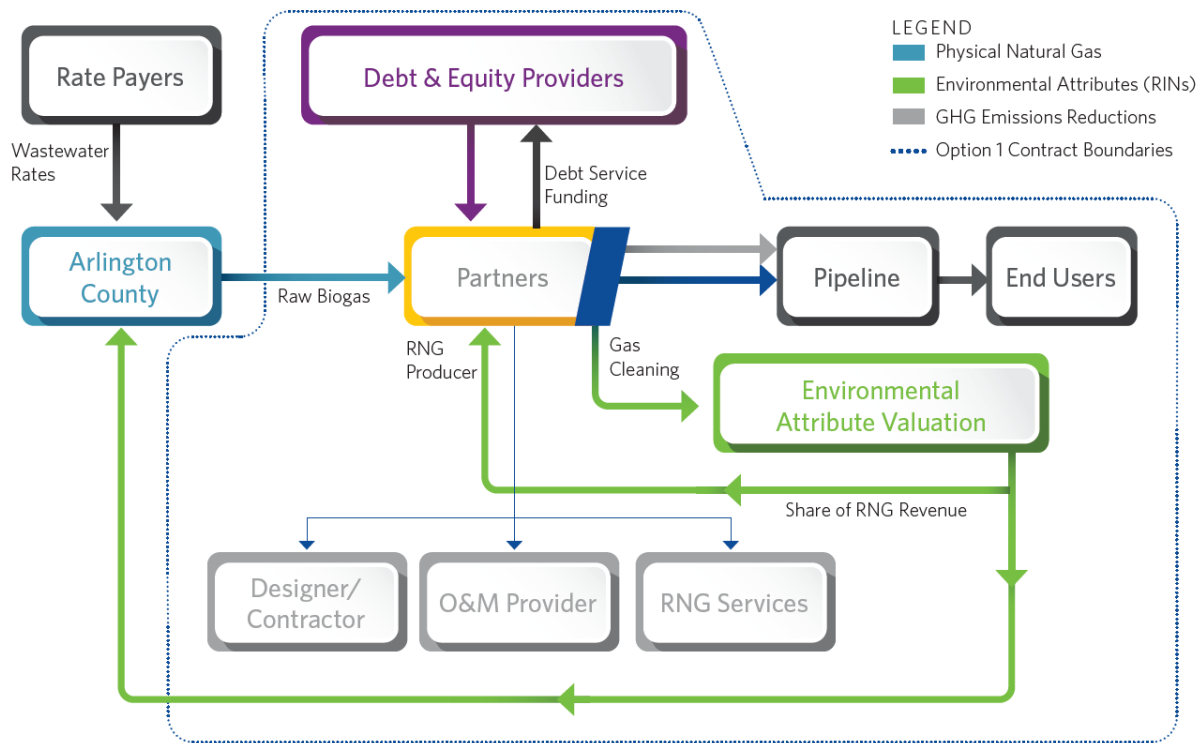 LEGEND
Physical Natural Gas
Environmental Attributes (RINs)
GHG Emissions Reductions
Option 1 Contract Boundaries
Rate Payers
Debt & Equity Providers
Wastewater
Rates
Debt Service
Funding
Arlington
County
Raw Biogas
Partners
Pipeline
End Users
RNG
Producer
Gas
Cleaning
Environmental
Attribute Valuation
Share of RNG Revenue
Designer/
Contractor
O&M Provider
RNG Services